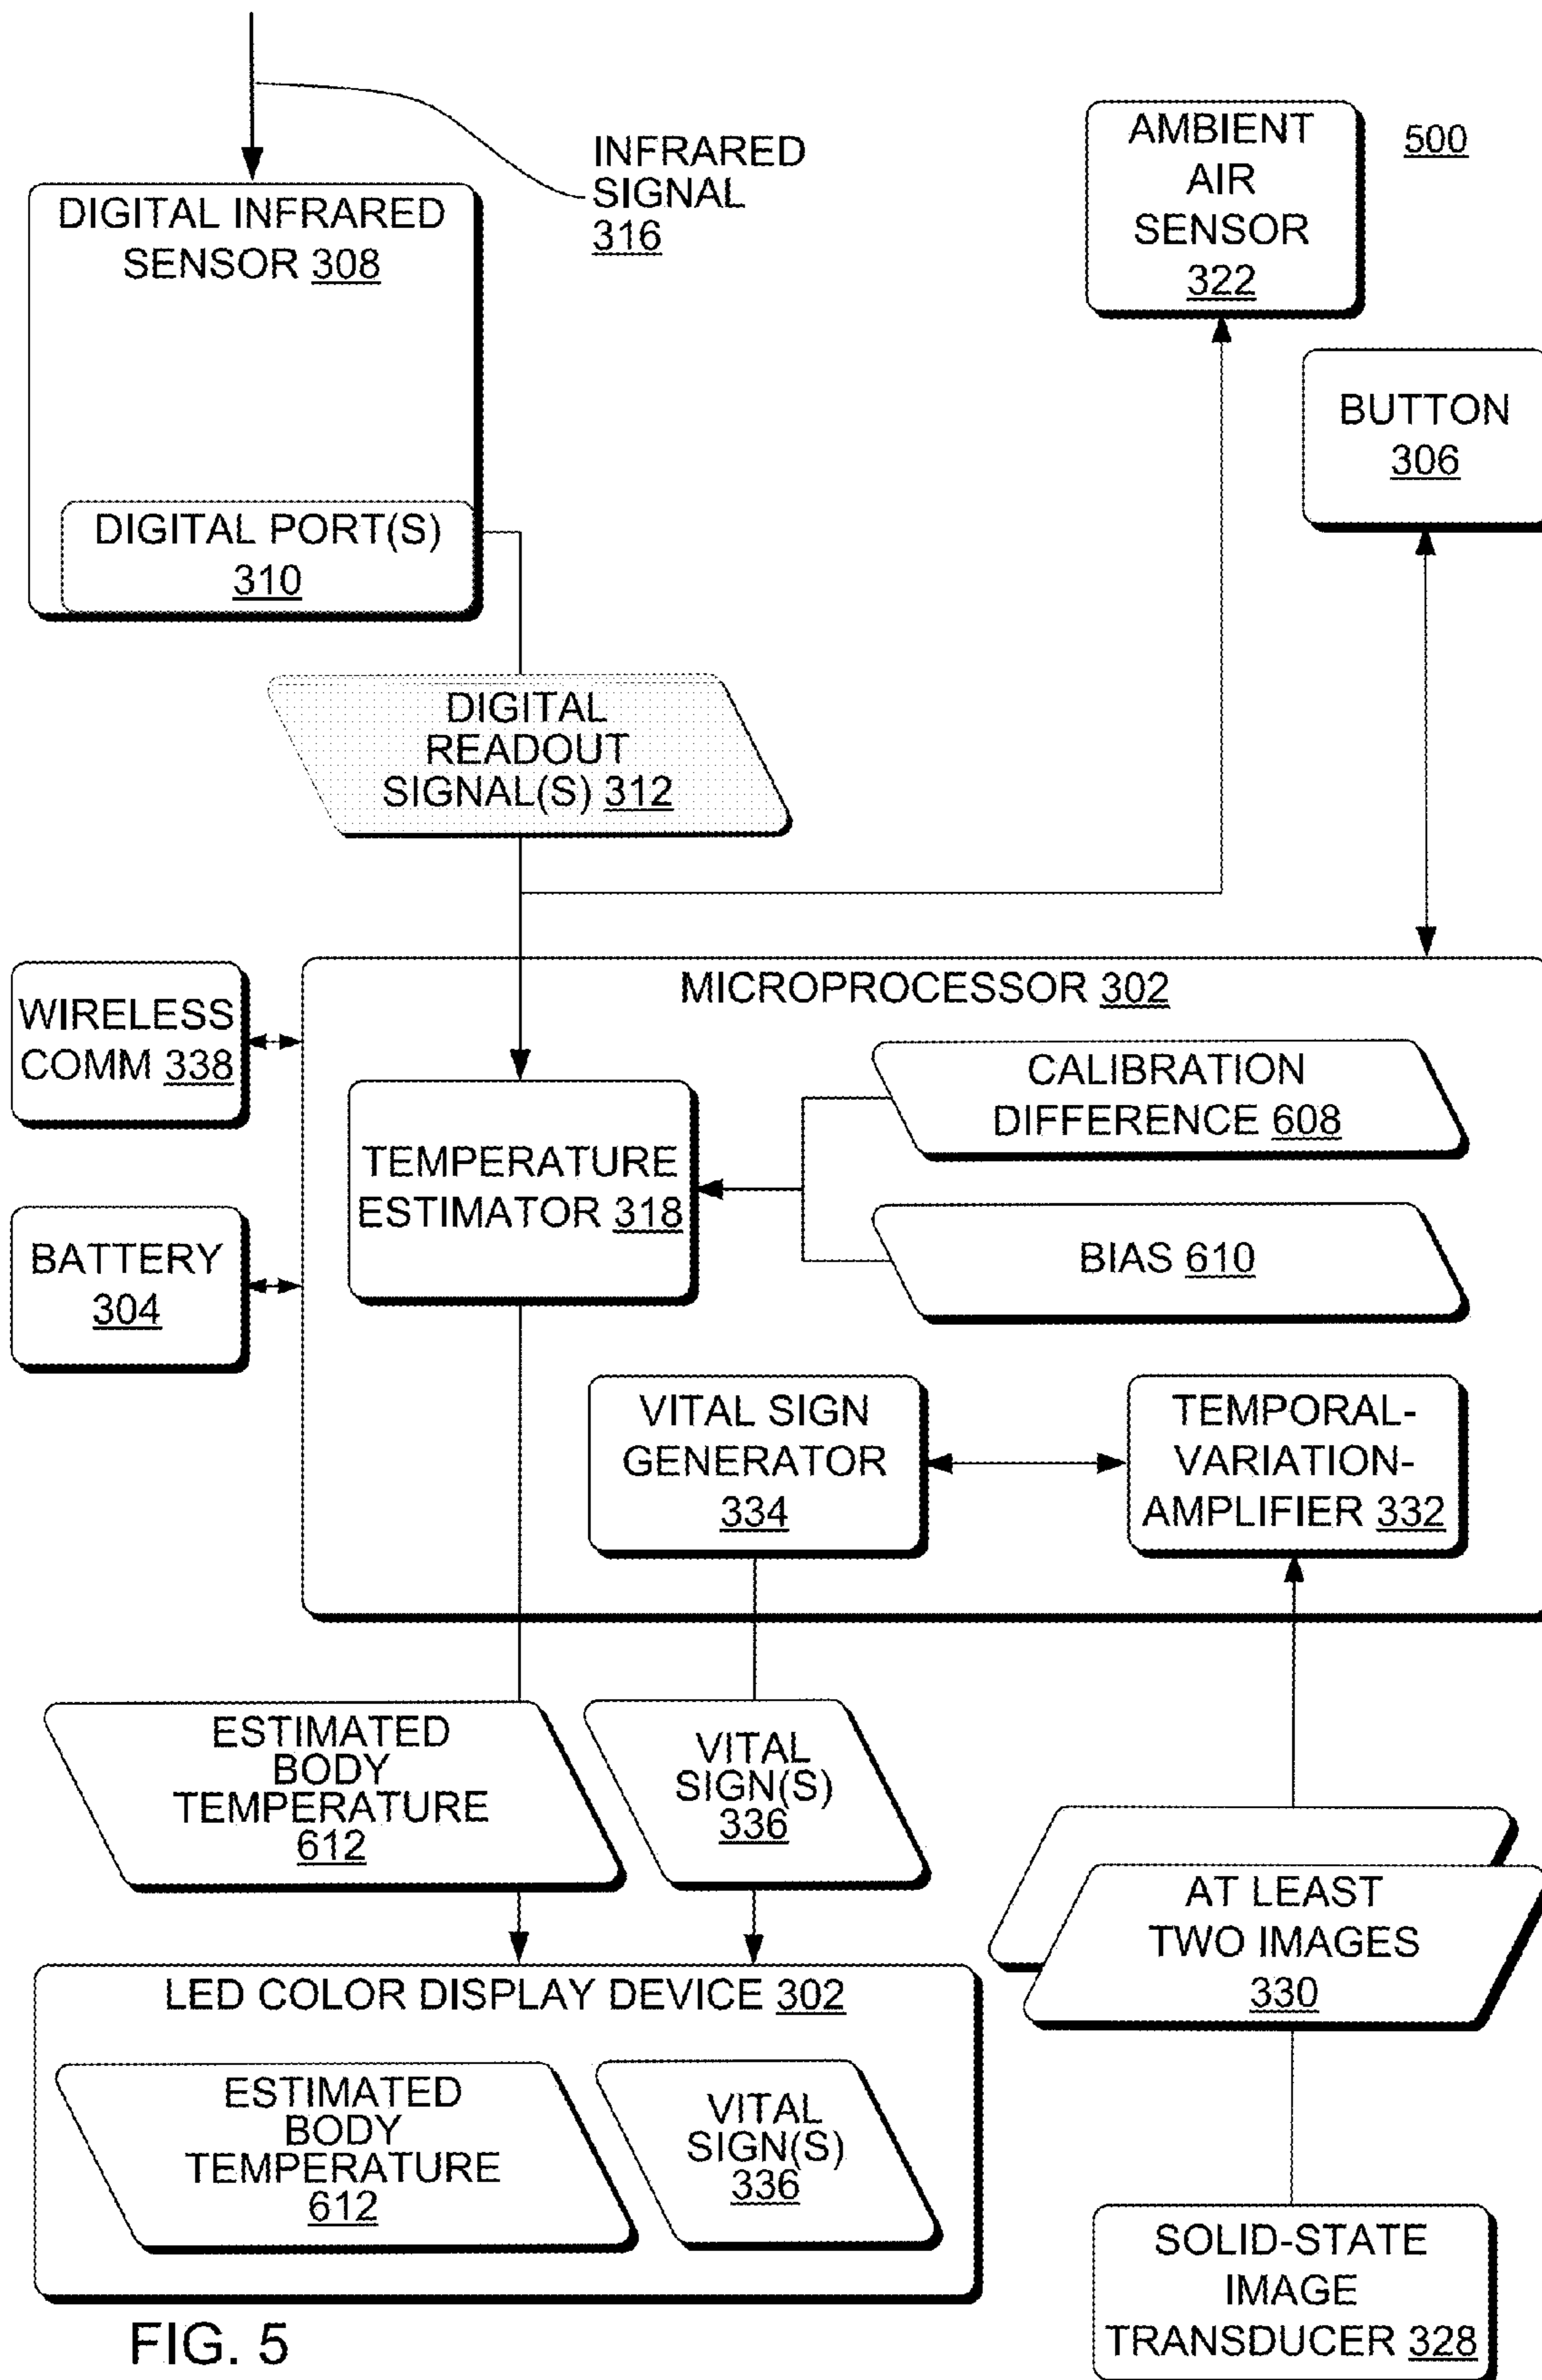 INFRARED
SIGNAL
316
AMBIENT
AIR
SENSOR
322
500
DIGITAL INFRARED
SENSOR 308
BUTTON
306
DIGITAL PORT(S)
310
DIGITAL
READOUT
SIGNAL(S) 312
MICROPROCESSOR 302
WIRELESS
COMM 338
CALIBRATION
DIFFERENCE 608
TEMPERATURE
ESTIMATOR 318
BATTERY
304
BIAS 610
VITAL SIGN
GENERATOR
334
TEMPORAL-
VARIATION-
AMPLIFIER 332
ESTIMATED
BODY
TEMPERATURE
612
VITAL
SIGN(S)
336
AT LEAST
TWO IMAGES
330
LED COLOR DISPLAY DEVICE 302
ESTIMATED
BODY
TEMPERATURE
612
VITAL
SIGN(S)
336
SOLID-STATE
IMAGE
TRANSDUCER 328
FIG. 5